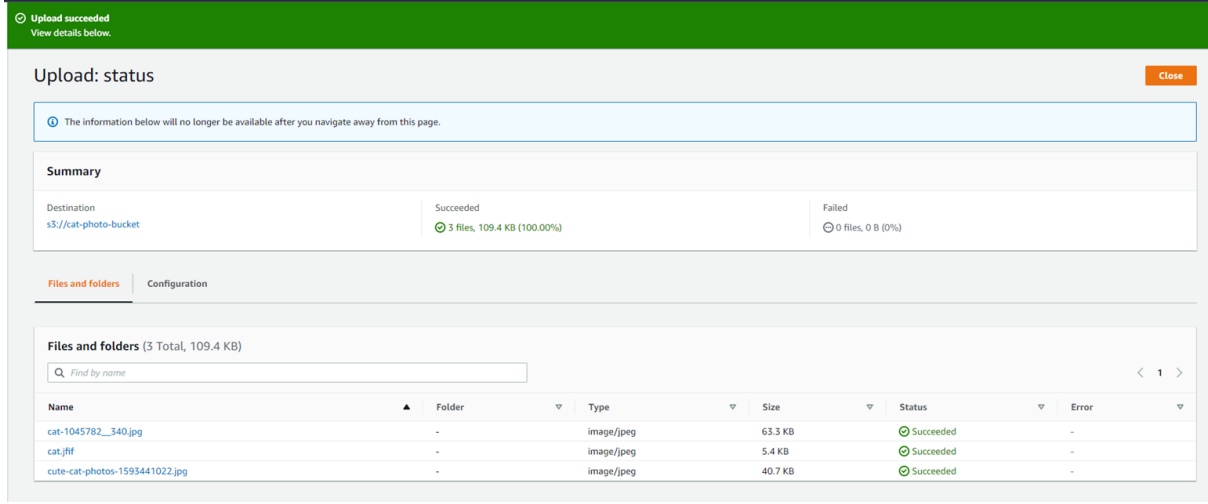 Upload succeeded
View details below.
Upload: status
Close
The information below will no longer be available after you navigate away from this page.
Summary
Destination Succeeded Failed
s3://cat-photo-bucket 3 files, 109.4 KB (100.00%) 0 files, 0 B (0%)
Files and folders Configuration
Files and folders (3 Total, 109.4 KB)
Find by name 1
Name Folder Type Size Status Error
cat-1045782__340.jpg - image/jpeg 63.3 KB Succeeded -
cat.jfif - image/jpeg 5.4 KB Succeeded -
cute-cat-photos-1593441022.jpg - image/jpeg 40.7 KB Succeeded -